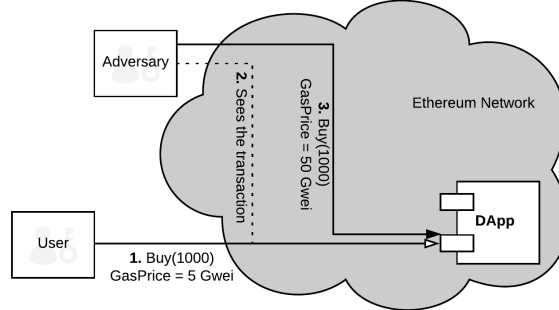 Adversary
2. Sees the transaction
3. Buy(1000)
GasPrice = 50 Gwei
Ethereum Network
DApp
User
1. Buy(1000)
GasPrice = 5 Gwei